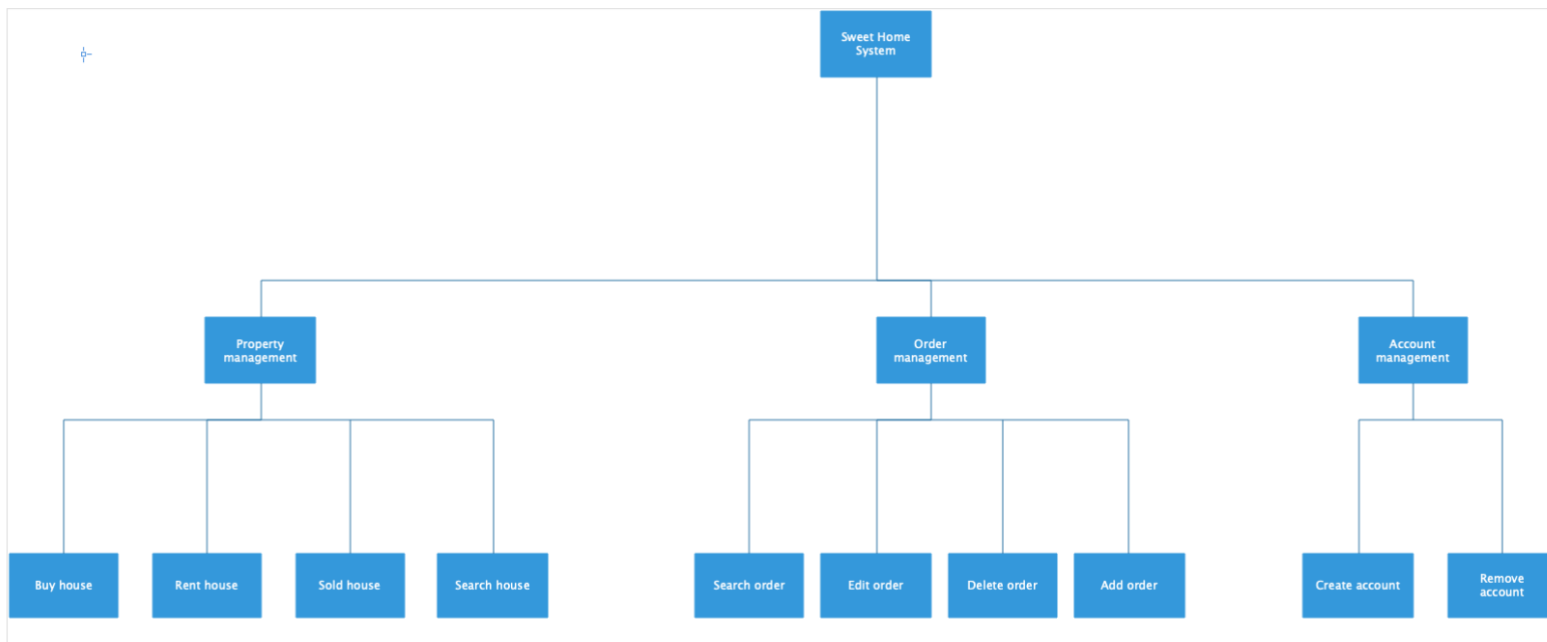 Sweet Home
System
Property
management
Order
management
Account
management
Buy house
Rent house
Sold house
Search house
Search order
Edit order
Delete order
Add order
Create account
Remove
account